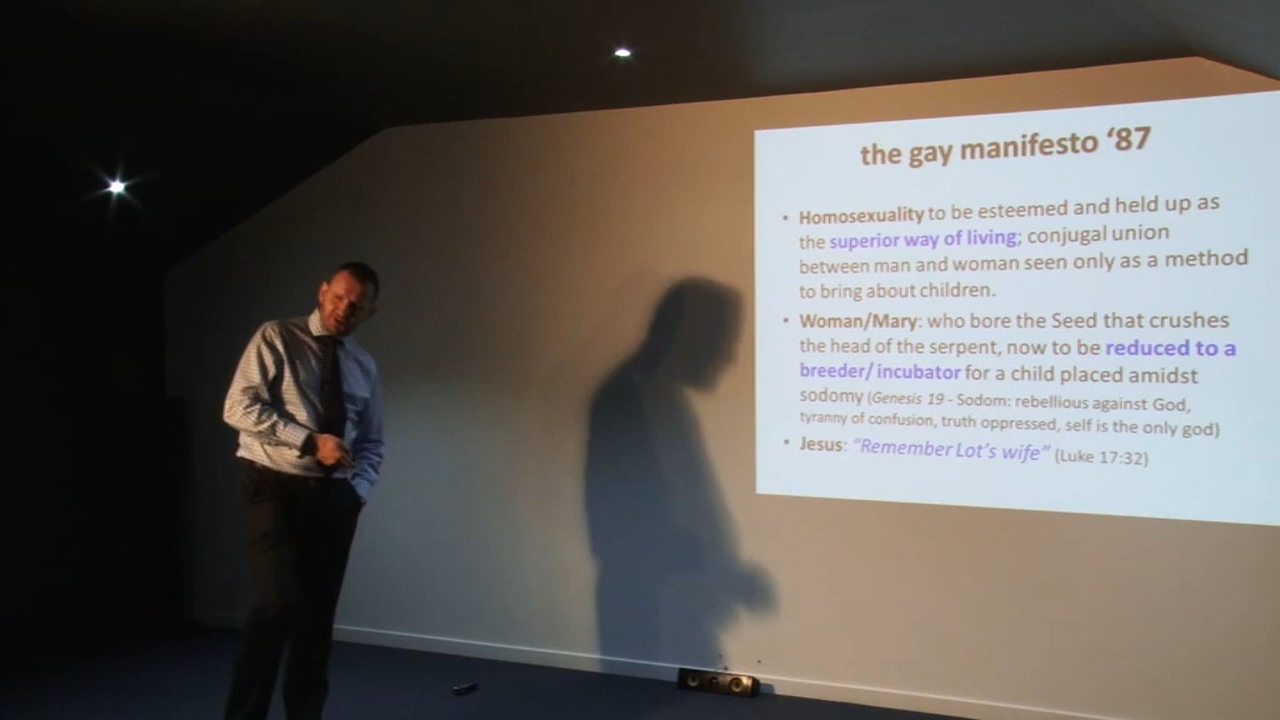 the gay manifesto ‘87
• Homosexuality to be esteemed and held up as
the superior way of living; conjugal union
between man and woman seen only as a method
to bring about children.
• Woman/Mary: who bore the Seed that crushes
the head of the serpent, now to be reduced to a
breeder/ incubator for a child placed amidst
sodomy (Genesis 19 - Sodom: rebellious against God,
tyranny of confusion, truth oppressed, self is the only god)
• Jesus: “Remember Lot’s wife” (Luke 17:32)